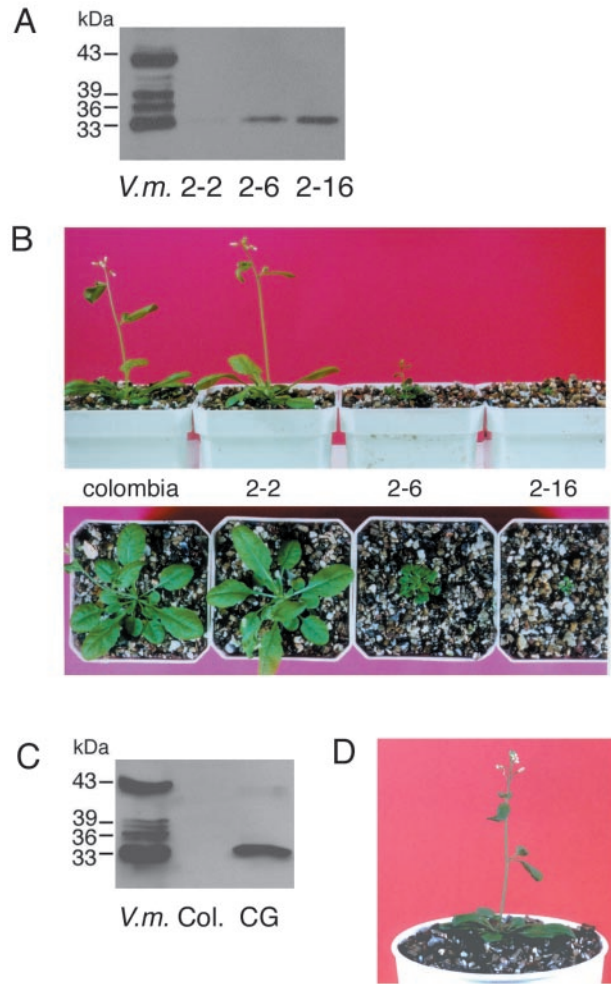 A
kDa
43
39
36
33
V.m. 2-2 2-6 2-16
B
colombia 2-2 2-6 2-16
C
kDa
43
39
36
33
V.m. Col. CG
D